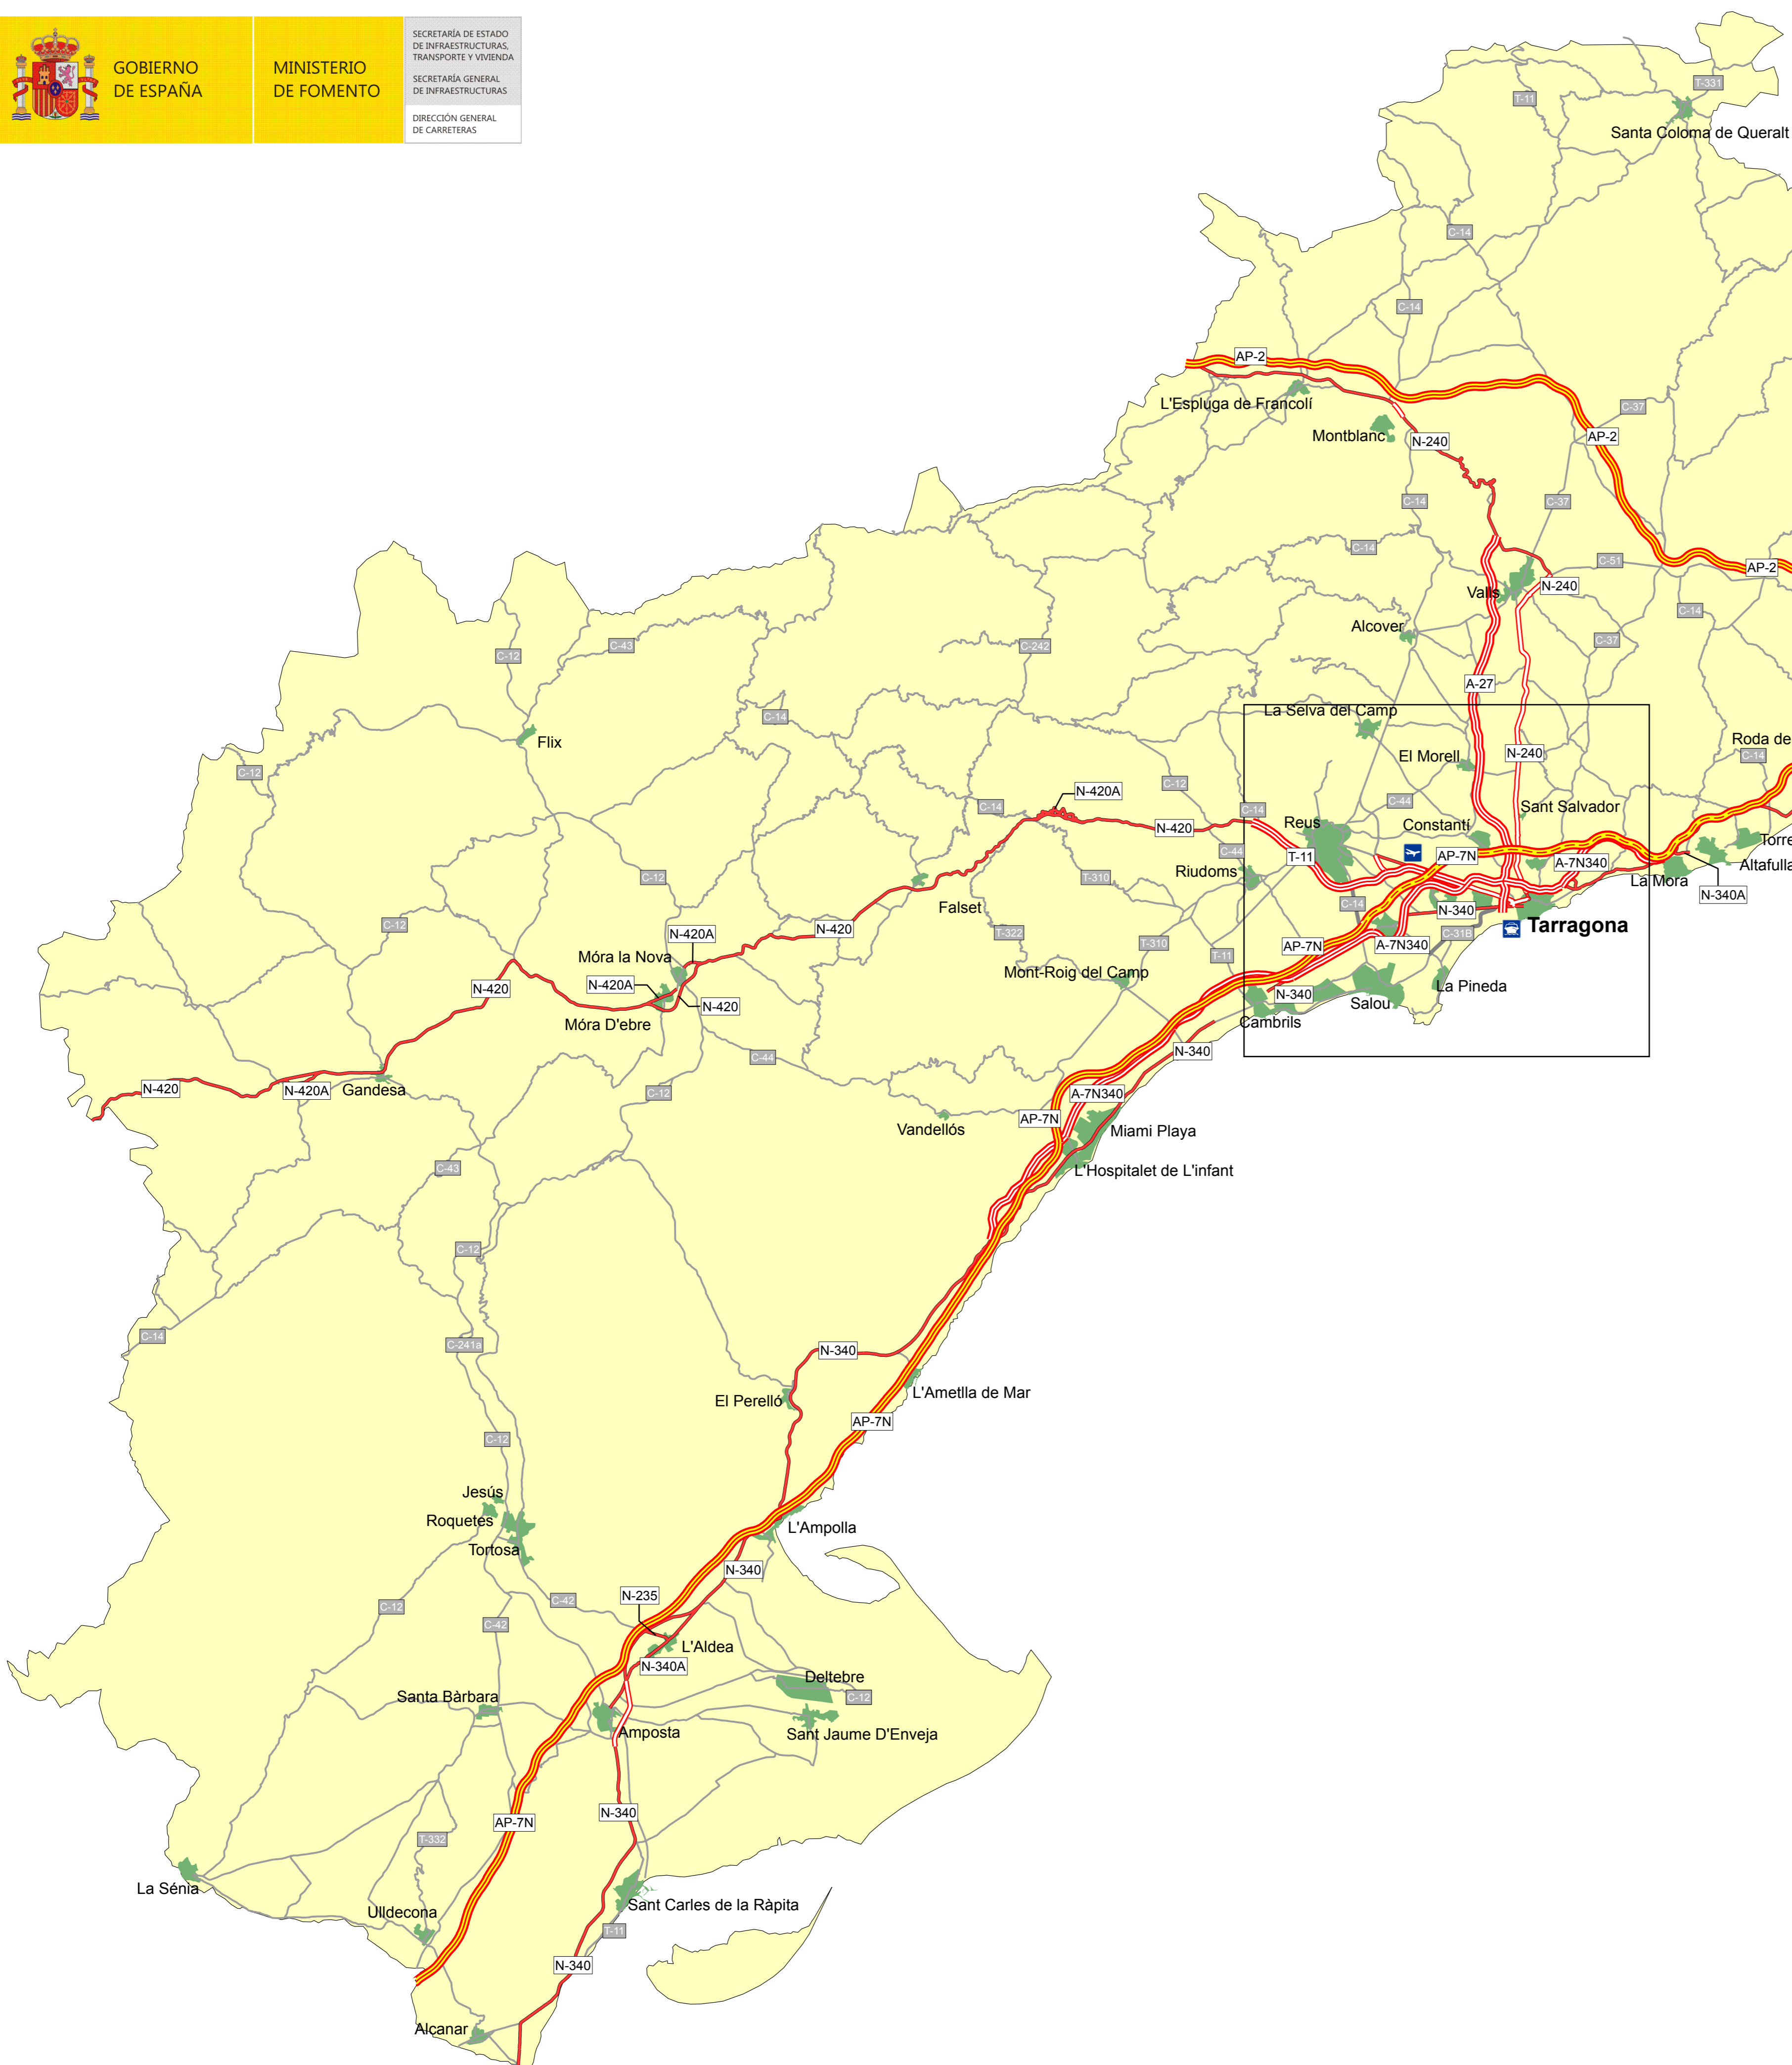 GOBIERNO
DE ESPAÑA
MINISTERIO
DE FOMENTO
SECRETARÍA DE ESTADO
DE INFRAESTRUCTURAS,
TRANSPORTE Y VIVIENDA
SECRETARÍA GENERAL
DE INFRAESTRUCTURAS
DIRECCIÓN GENERAL
DE CARRETERAS
T-331
T-11
Santa Coloma de Queralt
C-14
C-14
AP-2
L'Espluga de Francolí
C-37
Montblanc
N-240
AP-2
C-14
C-37
C-14
C-51
AP-2
Valls
N-240
C-14
Alcover
C-37
C-12
C-43
C-242
A-27
La Selva del Camp
C-14
Flix
El Morell
N-240
Roda de
C-14
C-12
C-12
N-420A
C-14
C-14
C-44
Sant Salvador
N-420
Reus
Constantí
C-44
T-11
AP-7N
A-7N340
Torre
Altafulla
La Mora
N-340A
Riudoms
T-310
C-12
Falset
C-14
N-340
C-12
N-420
N-420A
T-322
T-310
C-31B
Tarragona
AP-7N
A-7N340
T-11
Móra la Nova
N-420A
N-420
N-420
Mont-Roig del Camp
La Pineda
N-340
Salou
Móra D'ebre
Cambrils
C-44
N-340
N-420
N-420A
Gandesa
C-12
A-7N340
AP-7N
Vandellós
Miami Playa
C-43
L'Hospitalet de L'infant
C-12
C-14
C-241a
N-340
El Perelló
L'Ametlla de Mar
AP-7N
C-12
Jesús
Roquetes
L'Ampolla
Tortosa
N-340
N-235
C-42
C-12
C-42
L'Aldea
N-340A
Deltebre
Santa Bàrbara
C-12
Amposta
Sant Jaume D'Enveja
N-340
AP-7N
T-332
La Sénia
Ulldecona
Sant Carles de la Ràpita
T-11
N-340
Alcanar